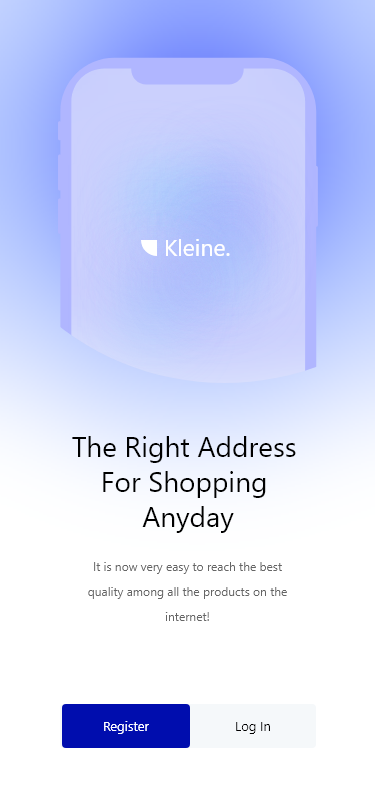 Kleine.
The Right Address
For Shopping
Anyday
It is now very easy to reach the best
quality among all the products on the
internet!
Register
Log In